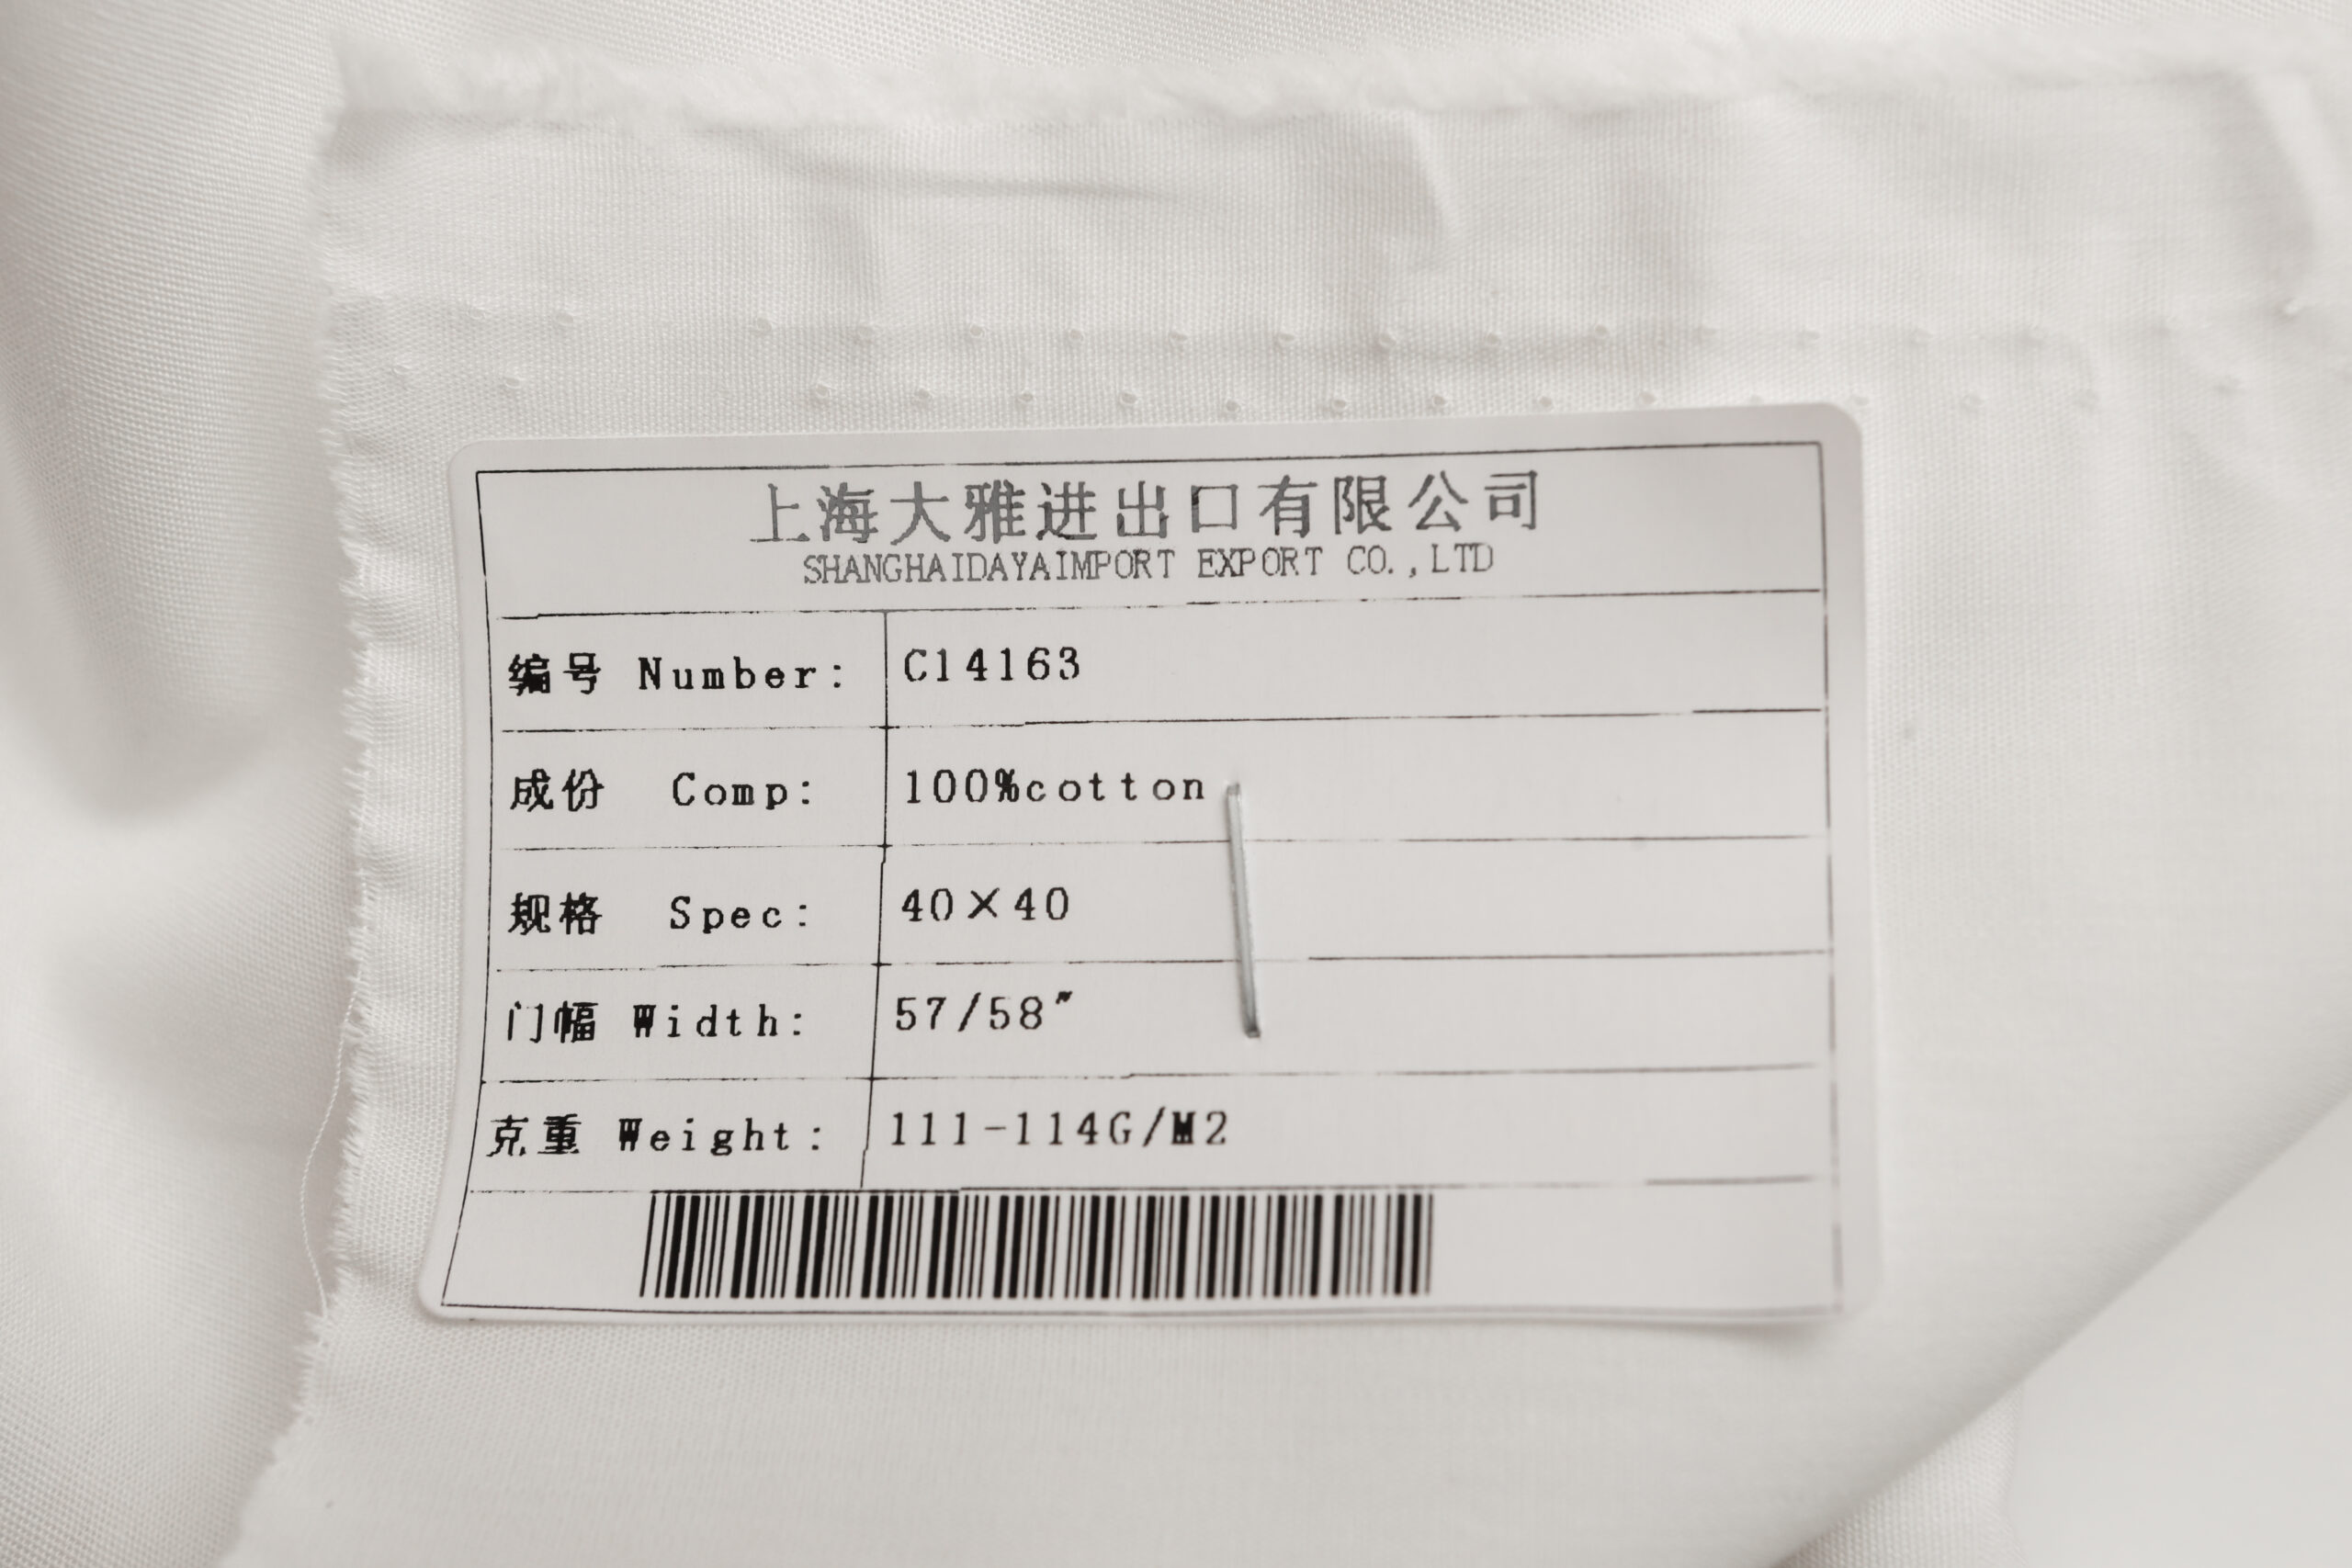 上海大雅进出口有限公司
SHANGHAIDAYAIMPORT EXPORT CO.,LTD
编号 Number: C14163
成份 Comp: 100%cotton
规格 Spec: 40×40
门幅 Width: 57/58"
克重 Weight: 111-114G/M2